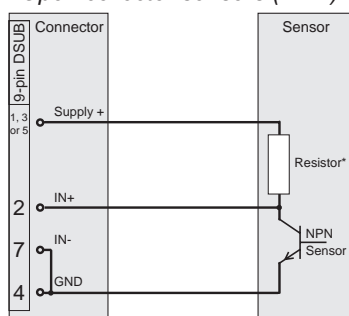 Connector
Sensor
9-pin DSUB
1, 3
or 5
Supply +
Resistor*
2
IN+
NPN
Sensor
7
IN-
4
GND